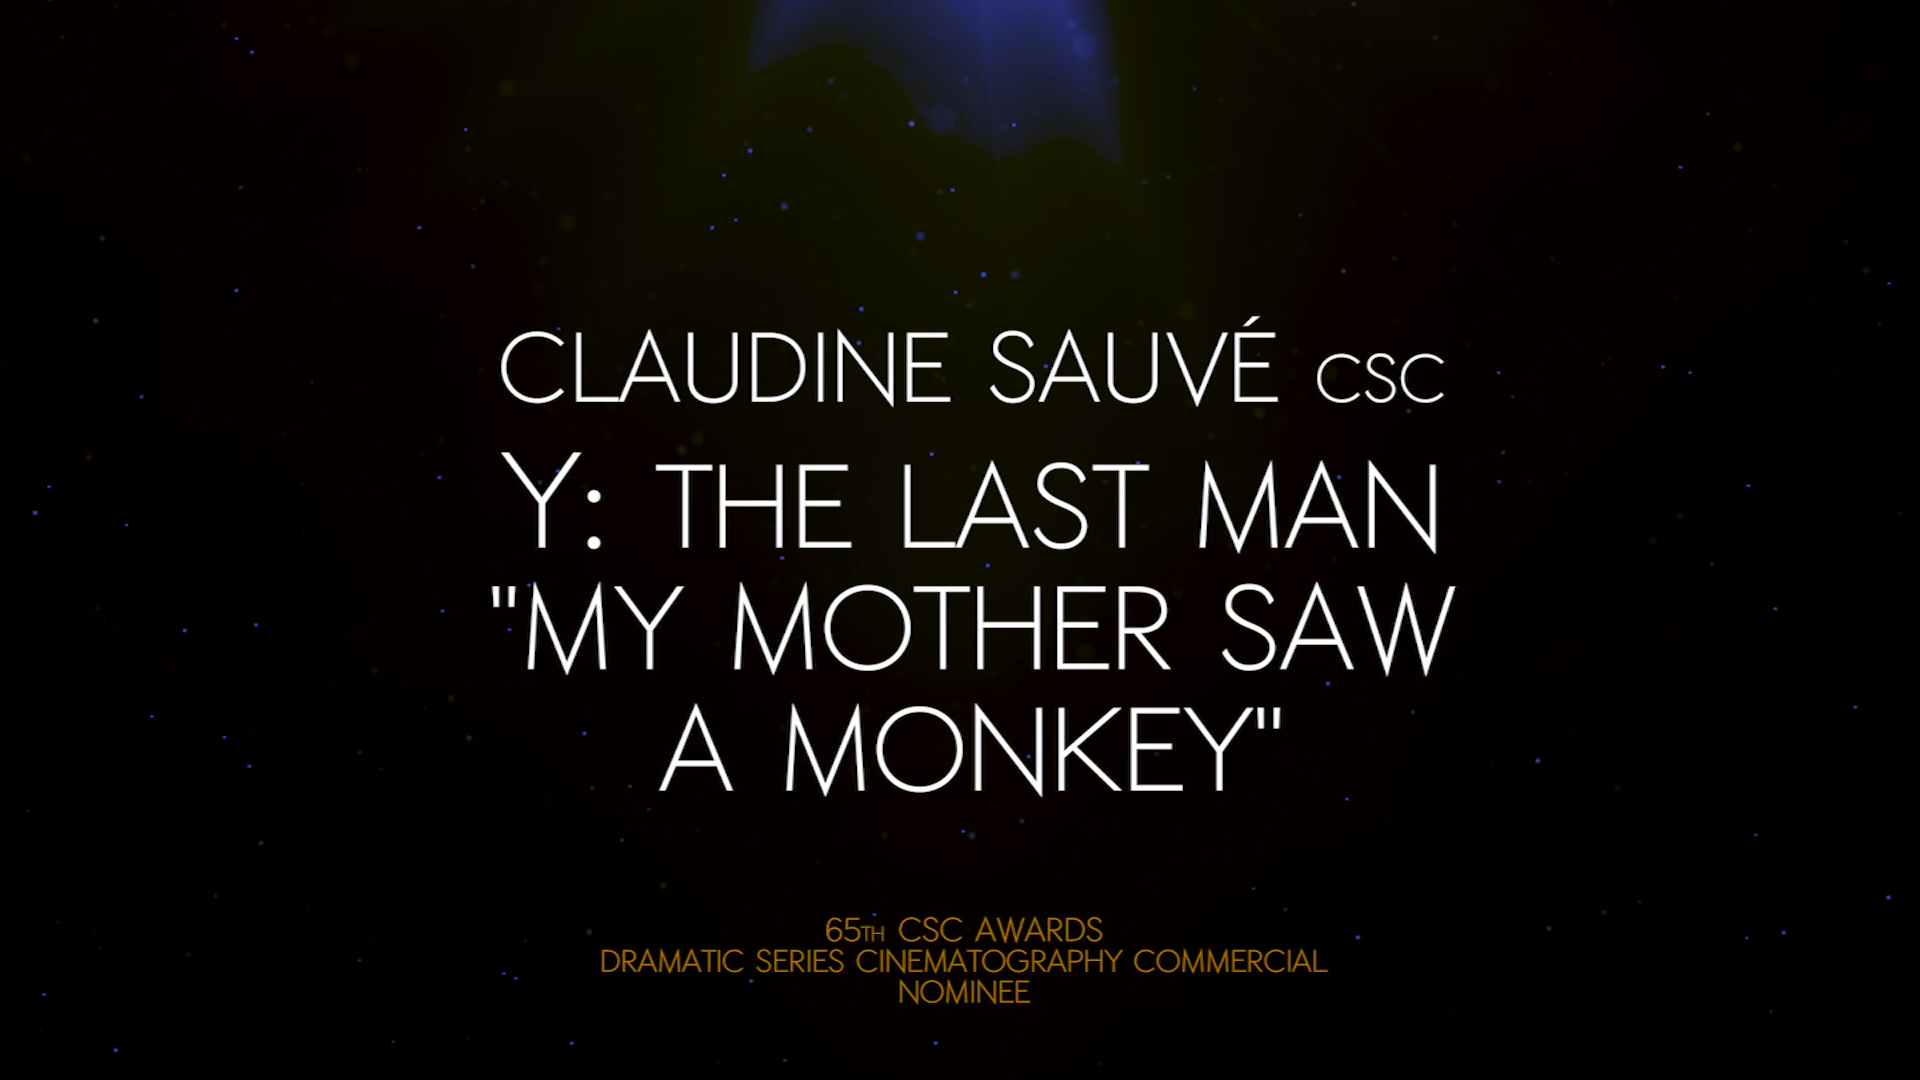 CLAUDINE SAUVÉ CSC
Y: THE LAST MAN
"MY MOTHER SAW
A MONKEY"
65TH CSC AWARDS
DRAMATIC SERIES CINEMATOGRAPHY COMMERCIAL
NOMINEE